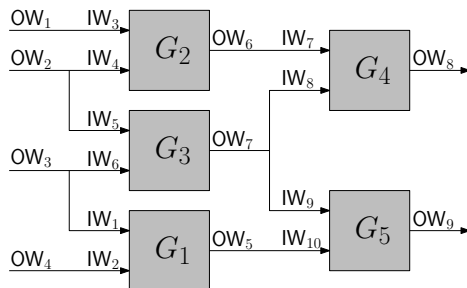 OW₁ IW₃ G₂ OW₆ IW₇ G₄ OW₈
OW₂ IW₄ IW₈
IW₅ G₃ OW₇
OW₃ IW₆
IW₁ G₁ OW₅ IW₉ G₅ OW₉
OW₄ IW₂ IW₁₀